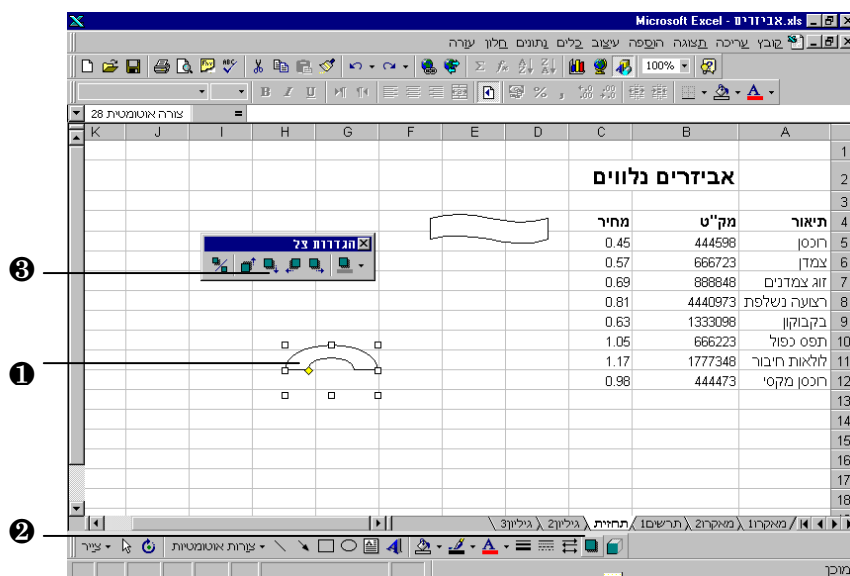 Microsoft Excel - אביזרים.xls
קובץ עריכה תצוגה הוספה עיצוב כלים נתונים חלון עזרה
100%
צורה אוטומטית 28 =
A B C D E F G H I J K
1
2 אביזרים נלווים
3
4 תיאור מק"ט מחיר
5 רוכסן 444598 0.45
6 צמדן 666723 0.57
7 זוג צמדנים 888848 0.69
8 רצועה נשלפת 4440973 0.81
9 בקבוקון 1333098 0.63
10 תפס כפול 666223 1.05
11 לולאות חיבור 1777348 1.17
12 רוכסן מקסי 444473 0.98
13
14
15
16
17
18
הגדרות צל
❸
❶
❷
מאקרו1 מאקרו2 תרשים1 תחזית גיליון2 גיליון3
צייר צורות אוטומטיות
מוכן